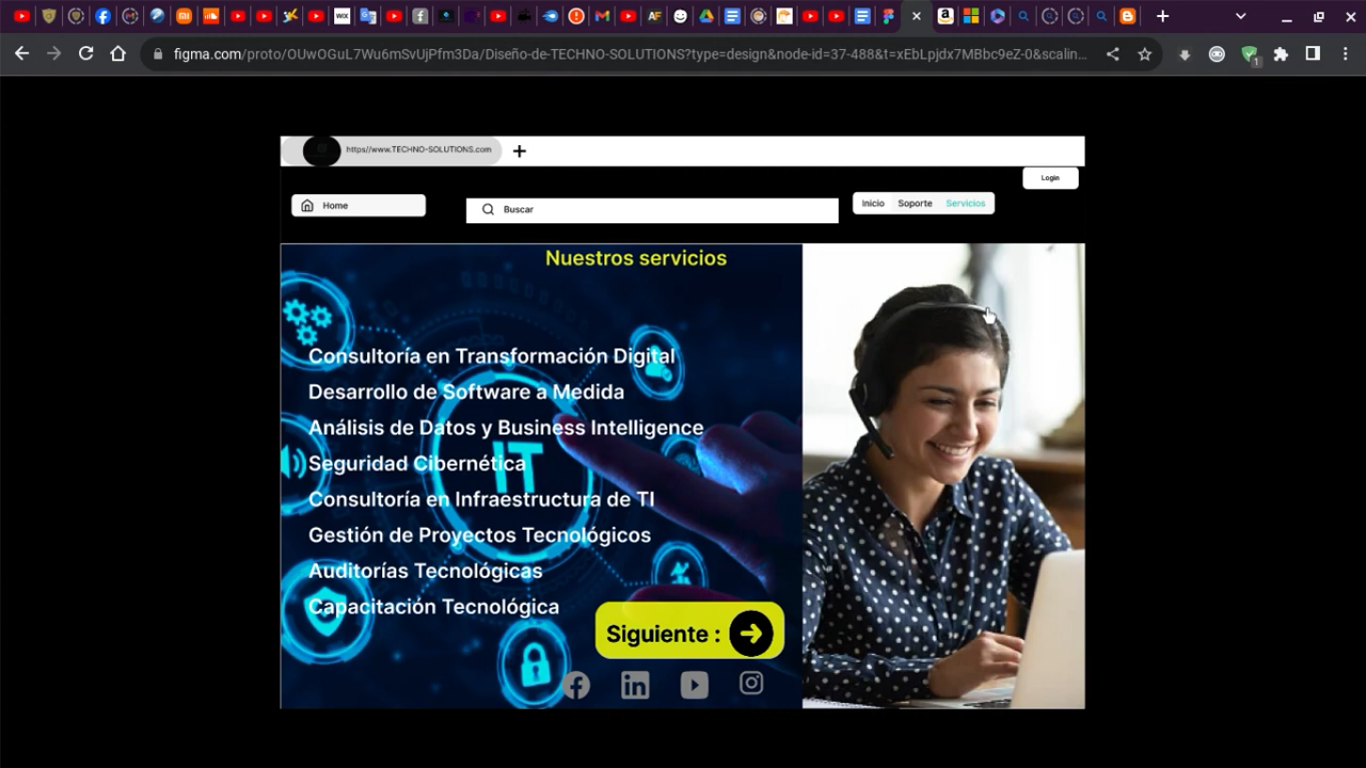 figma.com/proto/OUwOGuL7Wu6mSvUjPfm3Da/Diseño-de-TECHNO-SOLUTIONS?type=design&node-id=37-488&t=xEbLpjdx7MBbc9eZ-0&scalin...
https//www.TECHNO-SOLUTIONS.com
Login
Home
Buscar
Inicio Soporte Servicios
Nuestros servicios
Consultoría en Transformación Digital
Desarrollo de Software a Medida
Análisis de Datos y Business Intelligence
IT
Seguridad Cibernética
Consultoría en Infraestructura de TI
Gestión de Proyectos Tecnológicos
Auditorías Tecnológicas
Capacitación Tecnológica
Siguiente :